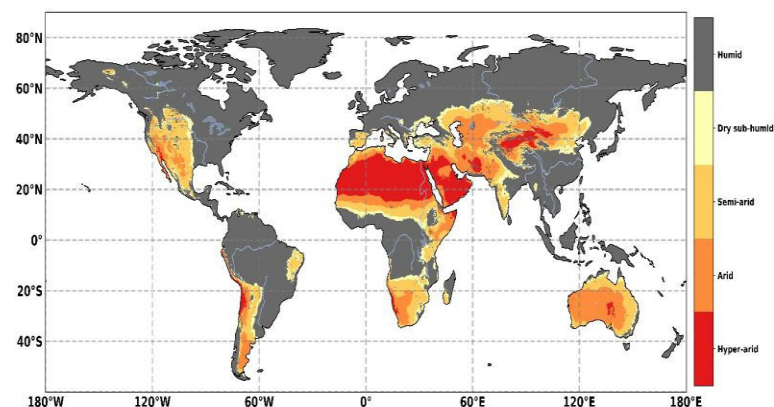 80°N
60°N
40°N
20°N
0°
20°S
40°S
180°W
120°W
60°W
0°
60°E
120°E
180°E
Humid
Dry sub-humid
Semi-arid
Arid
Hyper-arid